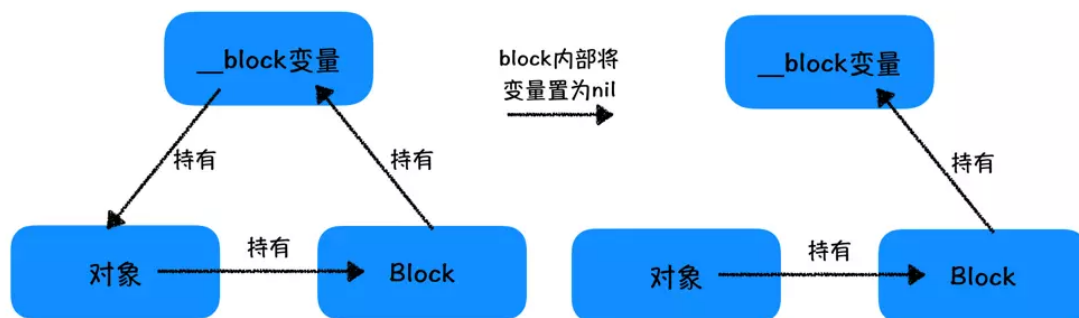 __block变量
持有
持有
对象
持有
Block
block内部将
变量置为nil
__block变量
持有
对象
持有
Block